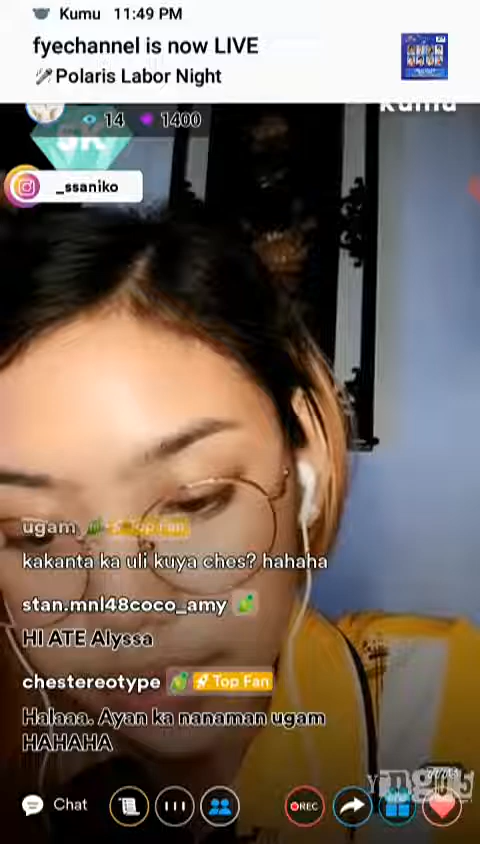 Kumu 11:49 PM
fyechannel is now LIVE
🎤Polaris Labor Night
kumu
14 1400
5K
_ssaniko
ugam Top Fan
kakanta ka uli kuya ches? hahaha
stan.mnl48coco_amy
HI ATE Alyssa
chestereotype Top Fan
Halaaa. Ayan ka nanaman ugam
HAHAHA
Chat
REC